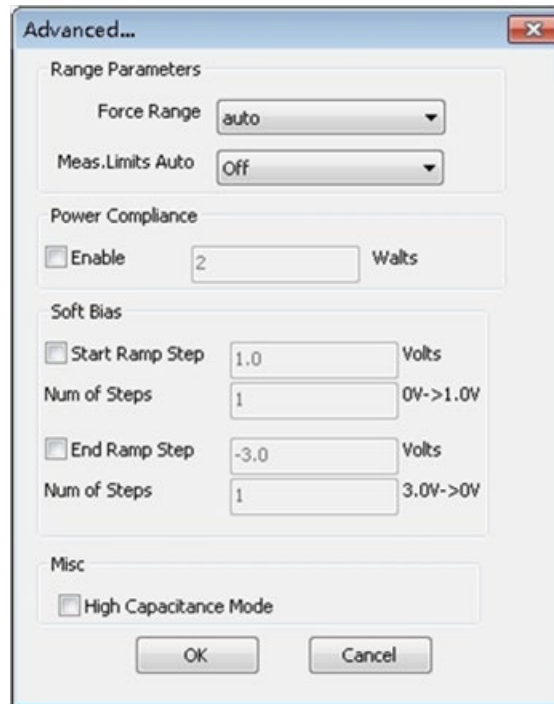 Advanced...
Range Parameters
Force Range auto
Meas.Limits Auto Off
Power Compliance
Enable 2 Walts
Soft Bias
Start Ramp Step 1.0 Volts
Num of Steps 1 0V->1.0V
End Ramp Step -3.0 Volts
Num of Steps 1 3.0V->0V
Misc
High Capacitance Mode
OK Cancel